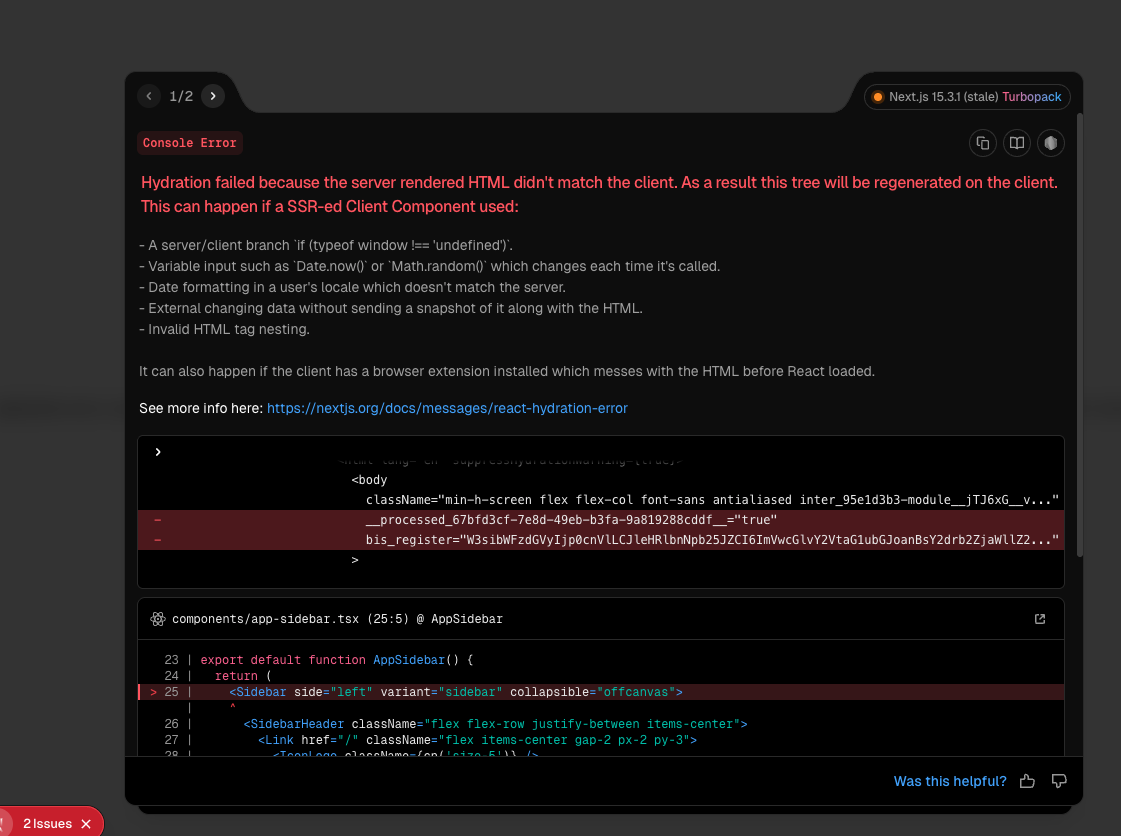 1/2
Next.js 15.3.1 (stale) Turbopack
Console Error
Hydration failed because the server rendered HTML didn't match the client. As a result this tree will be regenerated on the client.
This can happen if a SSR-ed Client Component used:
- A server/client branch `if (typeof window !== 'undefined')`.
- Variable input such as `Date.now()` or `Math.random()` which changes each time it's called.
- Date formatting in a user's locale which doesn't match the server.
- External changing data without sending a snapshot of it along with the HTML.
- Invalid HTML tag nesting.
It can also happen if the client has a browser extension installed which messes with the HTML before React loaded.
See more info here: https://nextjs.org/docs/messages/react-hydration-error
<html lang="en" suppressHydrationWarning={true}>
<body
className="min-h-screen flex flex-col font-sans antialiased inter_95e1d3b3-module__jTJ6xG__v..."
- __processed_67bfd3cf-7e8d-49eb-b3fa-9a819288cddf__="true"
- bis_register="W3sibWFzdGVyIjp0cnVlLCJleHRlbnNpb25JZCI6ImVwcGlvY2VtaG1ubGJoanBsY2drb2ZjaWllZ2..."
>
components/app-sidebar.tsx (25:5) @ AppSidebar
23 | export default function AppSidebar() {
24 | return (
> 25 | <Sidebar side="left" variant="sidebar" collapsible="offcanvas">
| ^
26 | <SidebarHeader className="flex flex-row justify-between items-center">
27 | <Link href="/" className="flex items-center gap-2 px-2 py-3">
28 | <IconLogo className={cn('size-5')} />
Was this helpful?
2 Issues